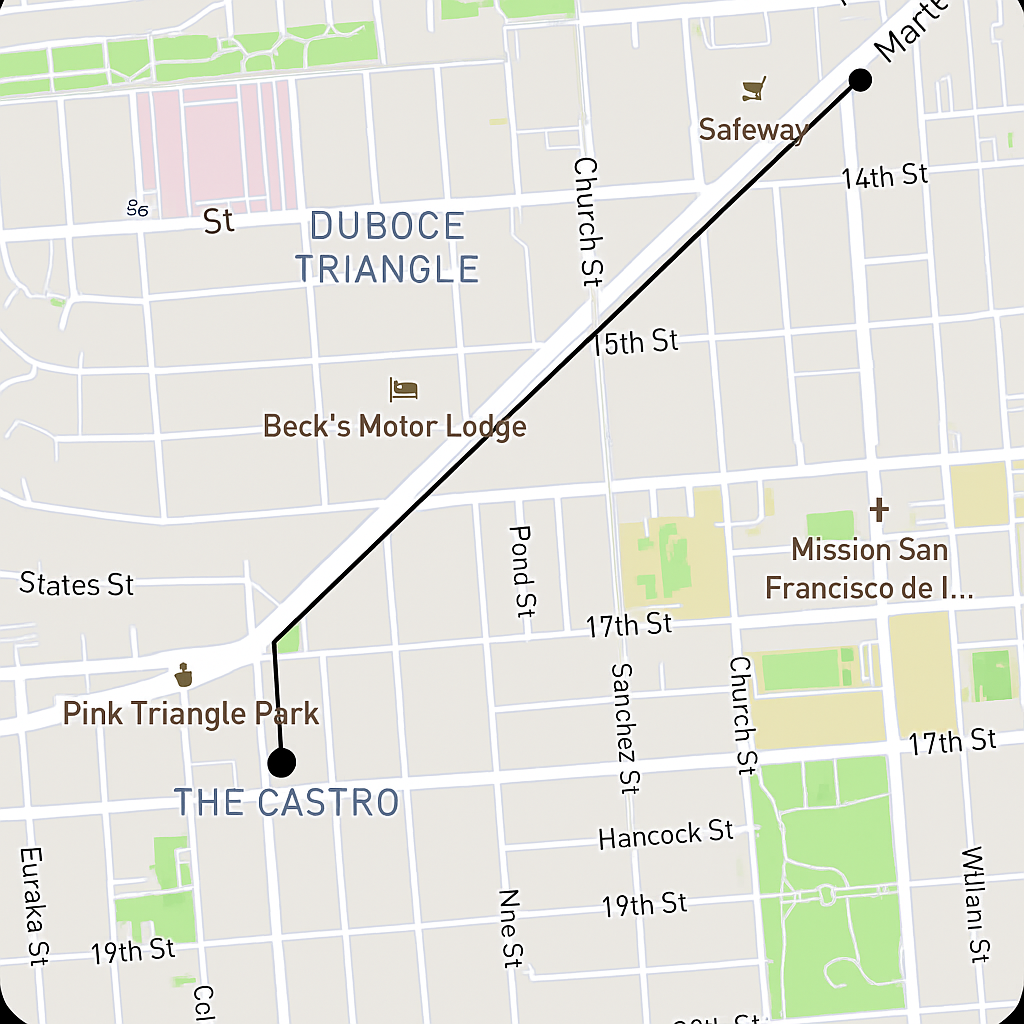 Marte
Safeway
14th St
Church St
St
DUBOCE
TRIANGLE
15th St
Beck's Motor Lodge
Pond St
Mission San
Francisco de I...
States St
17th St
Sanchez St
Church St
Pink Triangle Park
17th St
THE CASTRO
Hancock St
Euraka St
Nne St
19th St
19th St
Ccl